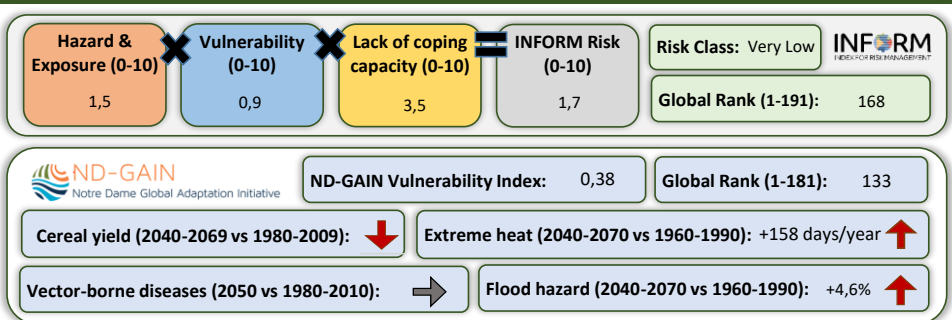 Hazard & Exposure (0-10)
1,5
Vulnerability (0-10)
0,9
Lack of coping capacity (0-10)
3,5
INFORM Risk (0-10)
1,7
Risk Class: Very Low
INFORM
INDEX FOR RISK MANAGEMENT
Global Rank (1-191): 168
ND-GAIN
Notre Dame Global Adaptation Initiative
ND-GAIN Vulnerability Index: 0,38
Global Rank (1-181): 133
Cereal yield (2040-2069 vs 1980-2009):
Extreme heat (2040-2070 vs 1960-1990): +158 days/year
Vector-borne diseases (2050 vs 1980-2010):
Flood hazard (2040-2070 vs 1960-1990): +4,6%